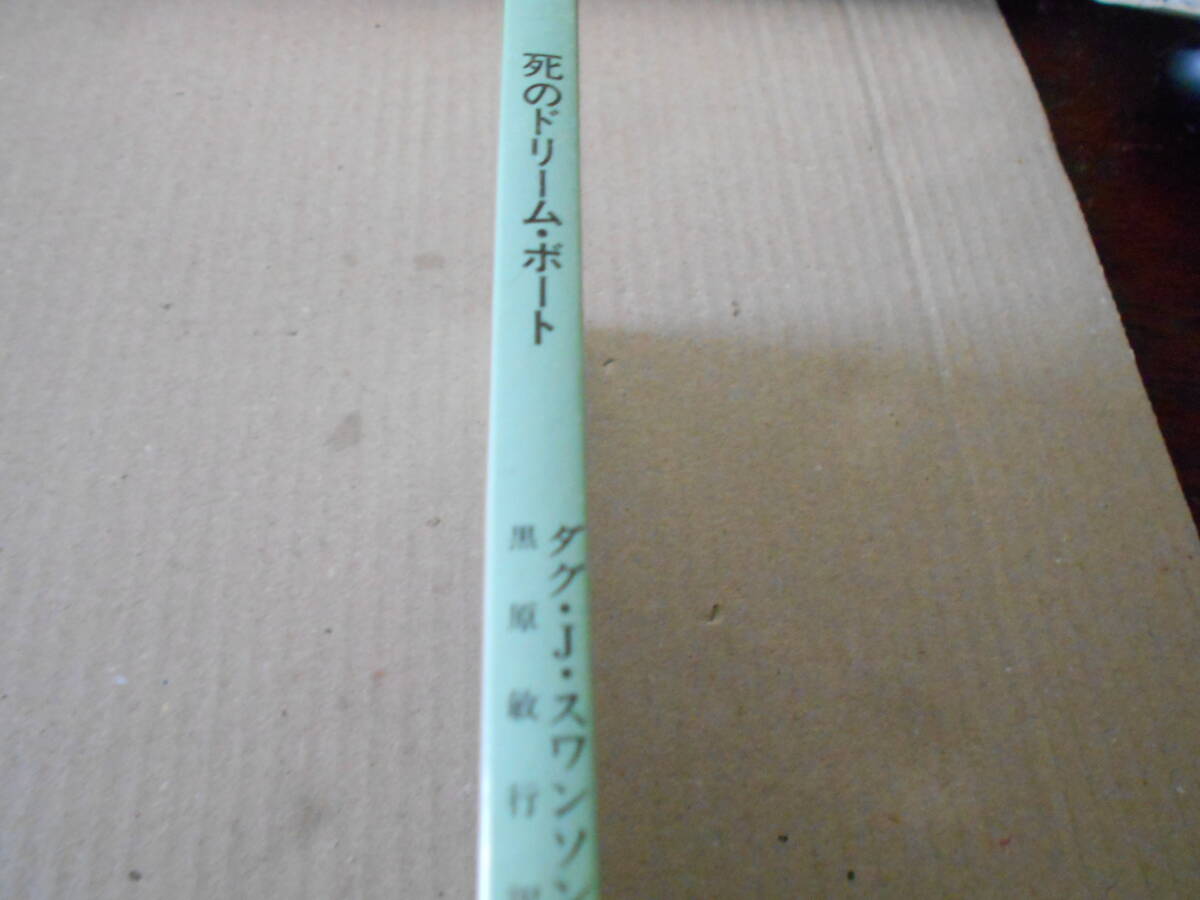 死のドリーム・ボート
ダグ・J・スワンソン
黒原敏行訳